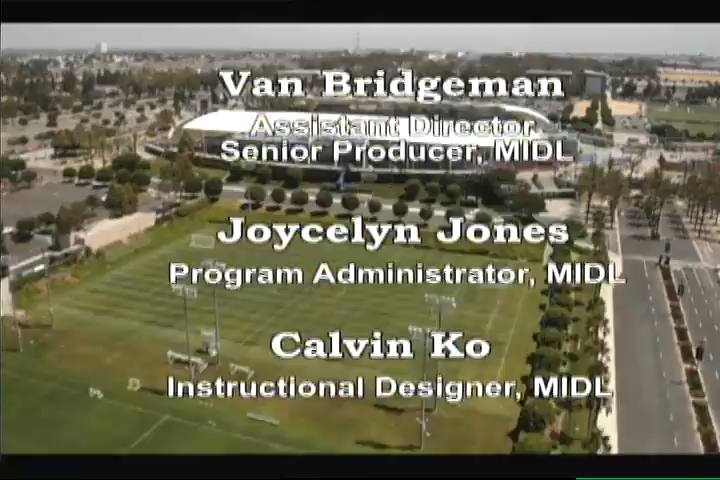 Van Bridgeman
Assistant Director
Senior Producer, MIDL
Joycelyn Jones
Program Administrator, MIDL
Calvin Ko
Instructional Designer, MIDL